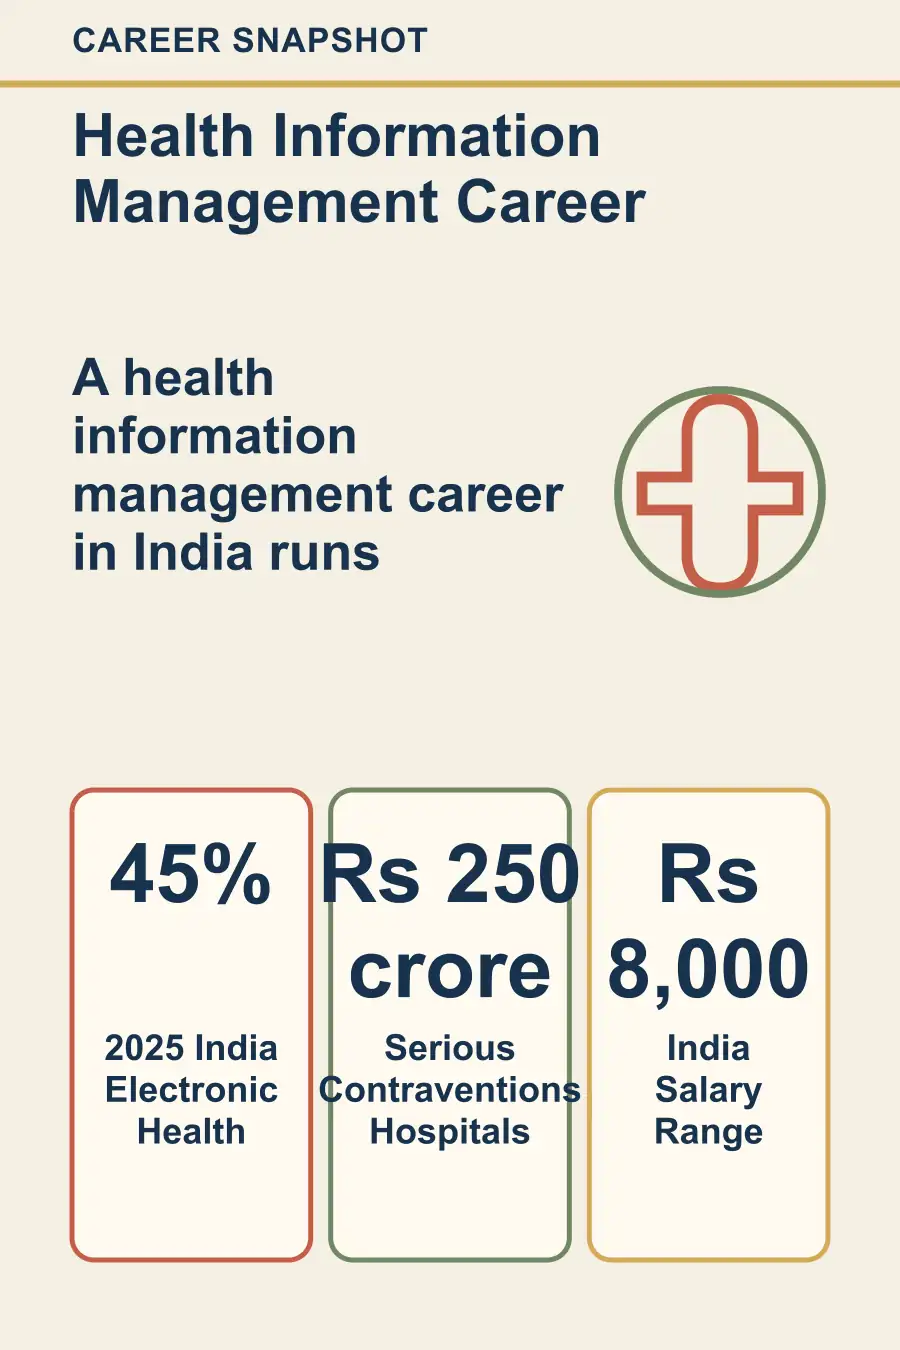 CAREER SNAPSHOT
Health Information
Management Career
A health
information
management career
in India runs
45%
2025 India
Electronic
Health
Rs 250
crore
Serious
Contraventions
Hospitals
Rs
8,000
India
Salary
Range